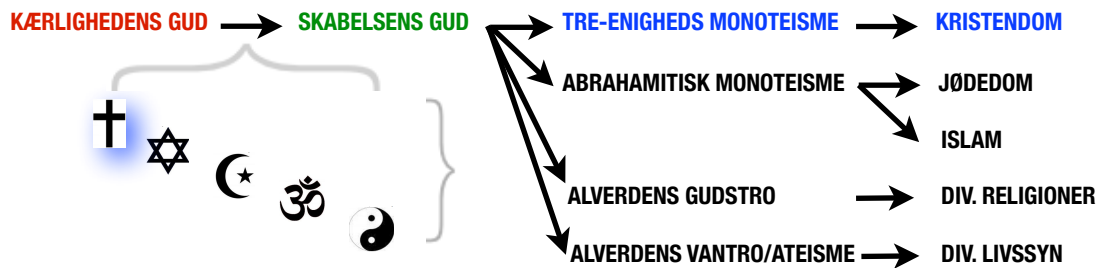 KÆRLIGHEDENS GUD SKABELSENS GUD TRE-ENIGHEDS MONOTEISME KRISTENDOM
ABRAHAMITISK MONOTEISME JØDEDOM
ISLAM
ALVERDENS GUDSTRO DIV. RELIGIONER
ALVERDENS VANTRO/ATEISME DIV. LIVSSYN